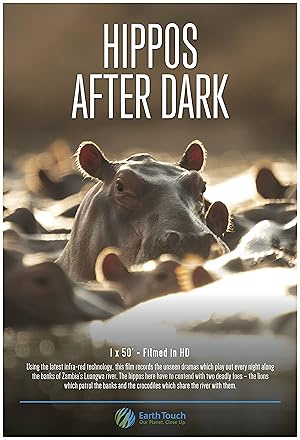 HIPPOS
AFTER DARK
1 x 50' - Filmed in HD
Using the latest infra-red technology, this film records the unseen dramas which play out every night along
the banks of Zambia's Luangwa river. The hippos here have to contend with two deadly foes – the lions
which patrol the banks and the crocodiles which share the river with them.
EarthTouch
Our Planet. Close Up.